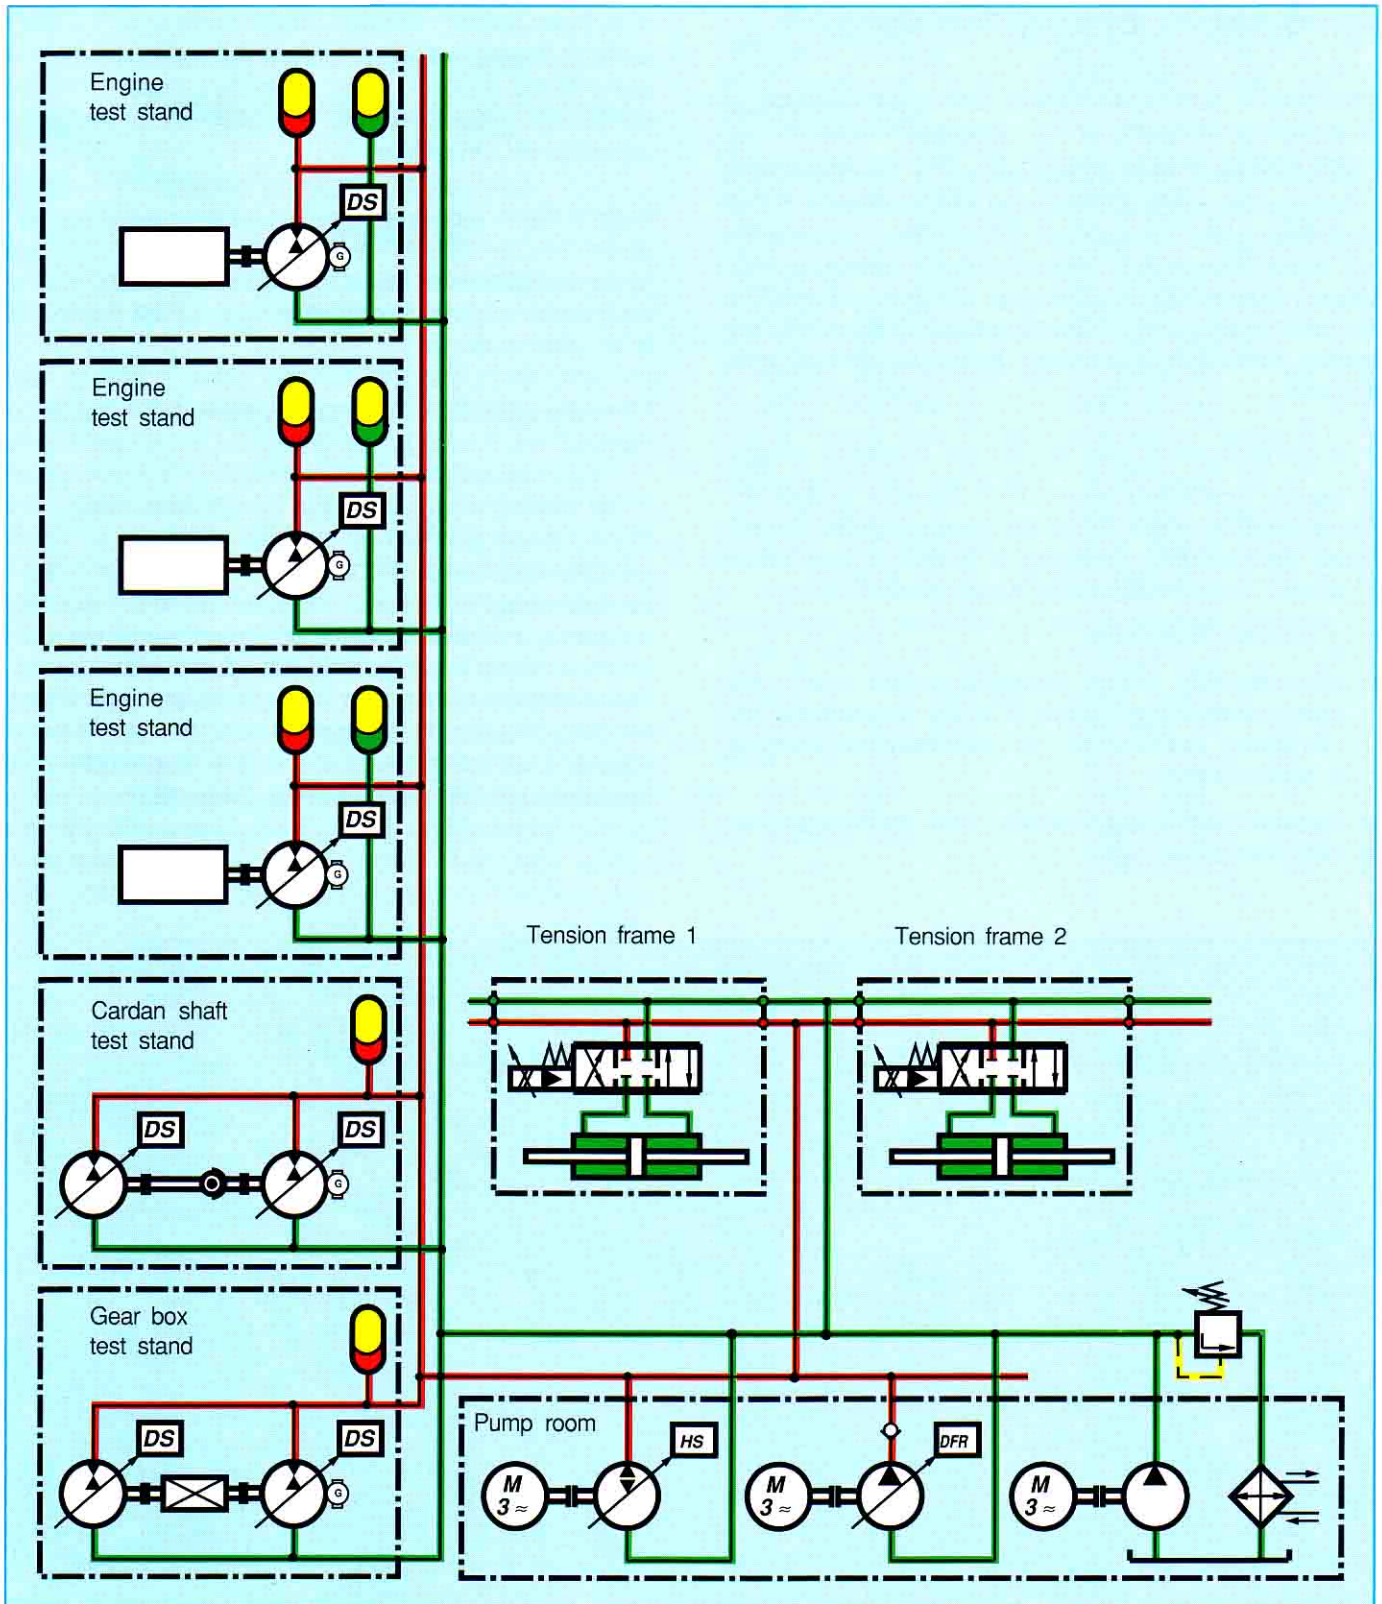 Engine
test stand
DS
G
Engine
test stand
DS
G
Engine
test stand
DS
G
Cardan shaft
test stand
DS
DS
G
Gear box
test stand
DS
DS
G
Tension frame 1
Tension frame 2
Pump room
HS
DFR
M
3 ≈
M
3 ≈
M
3 ≈